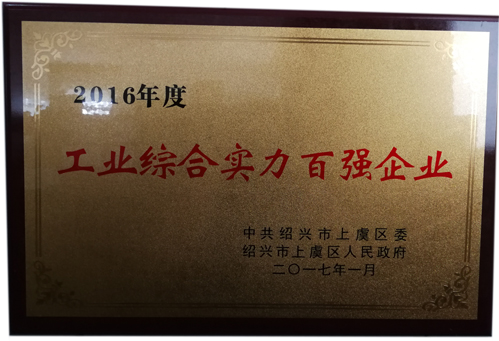 2016年度
工业综合实力百强企业
中共绍兴市上虞区委
绍兴市上虞区人民政府
二〇一七年一月